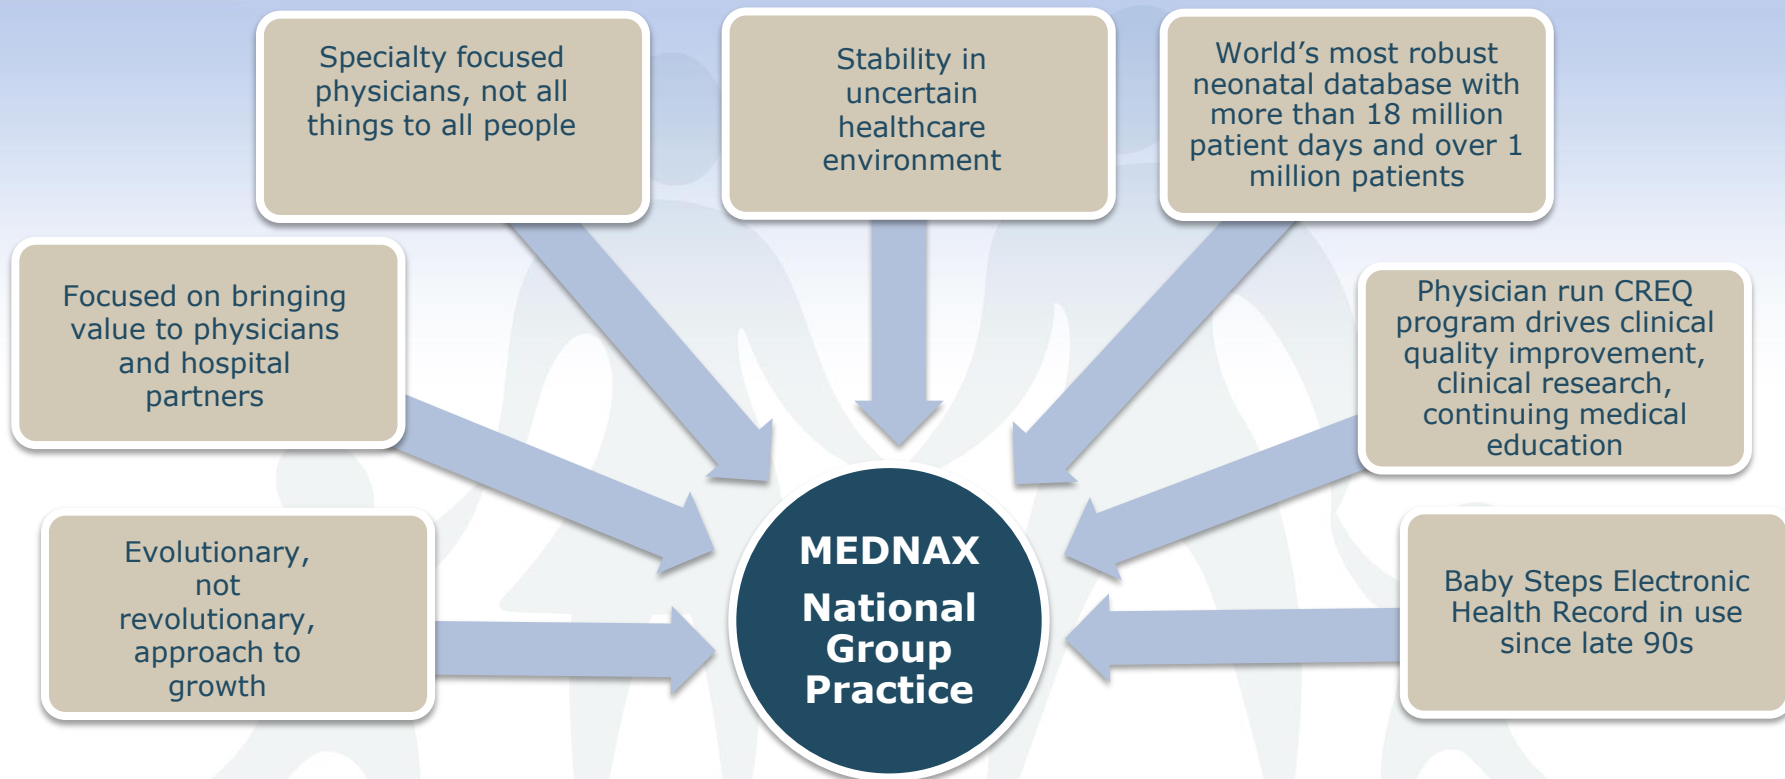 Specialty focused
physicians, not all
things to all people
Stability in
uncertain
healthcare
environment
World’s most robust
neonatal database with
more than 18 million
patient days and over 1
million patients
Focused on bringing
value to physicians
and hospital
partners
Physician run CREQ
program drives clinical
quality improvement,
clinical research,
continuing medical
education
Evolutionary,
not
revolutionary,
approach to
growth
MEDNAX
National
Group
Practice
Baby Steps Electronic
Health Record in use
since late 90s